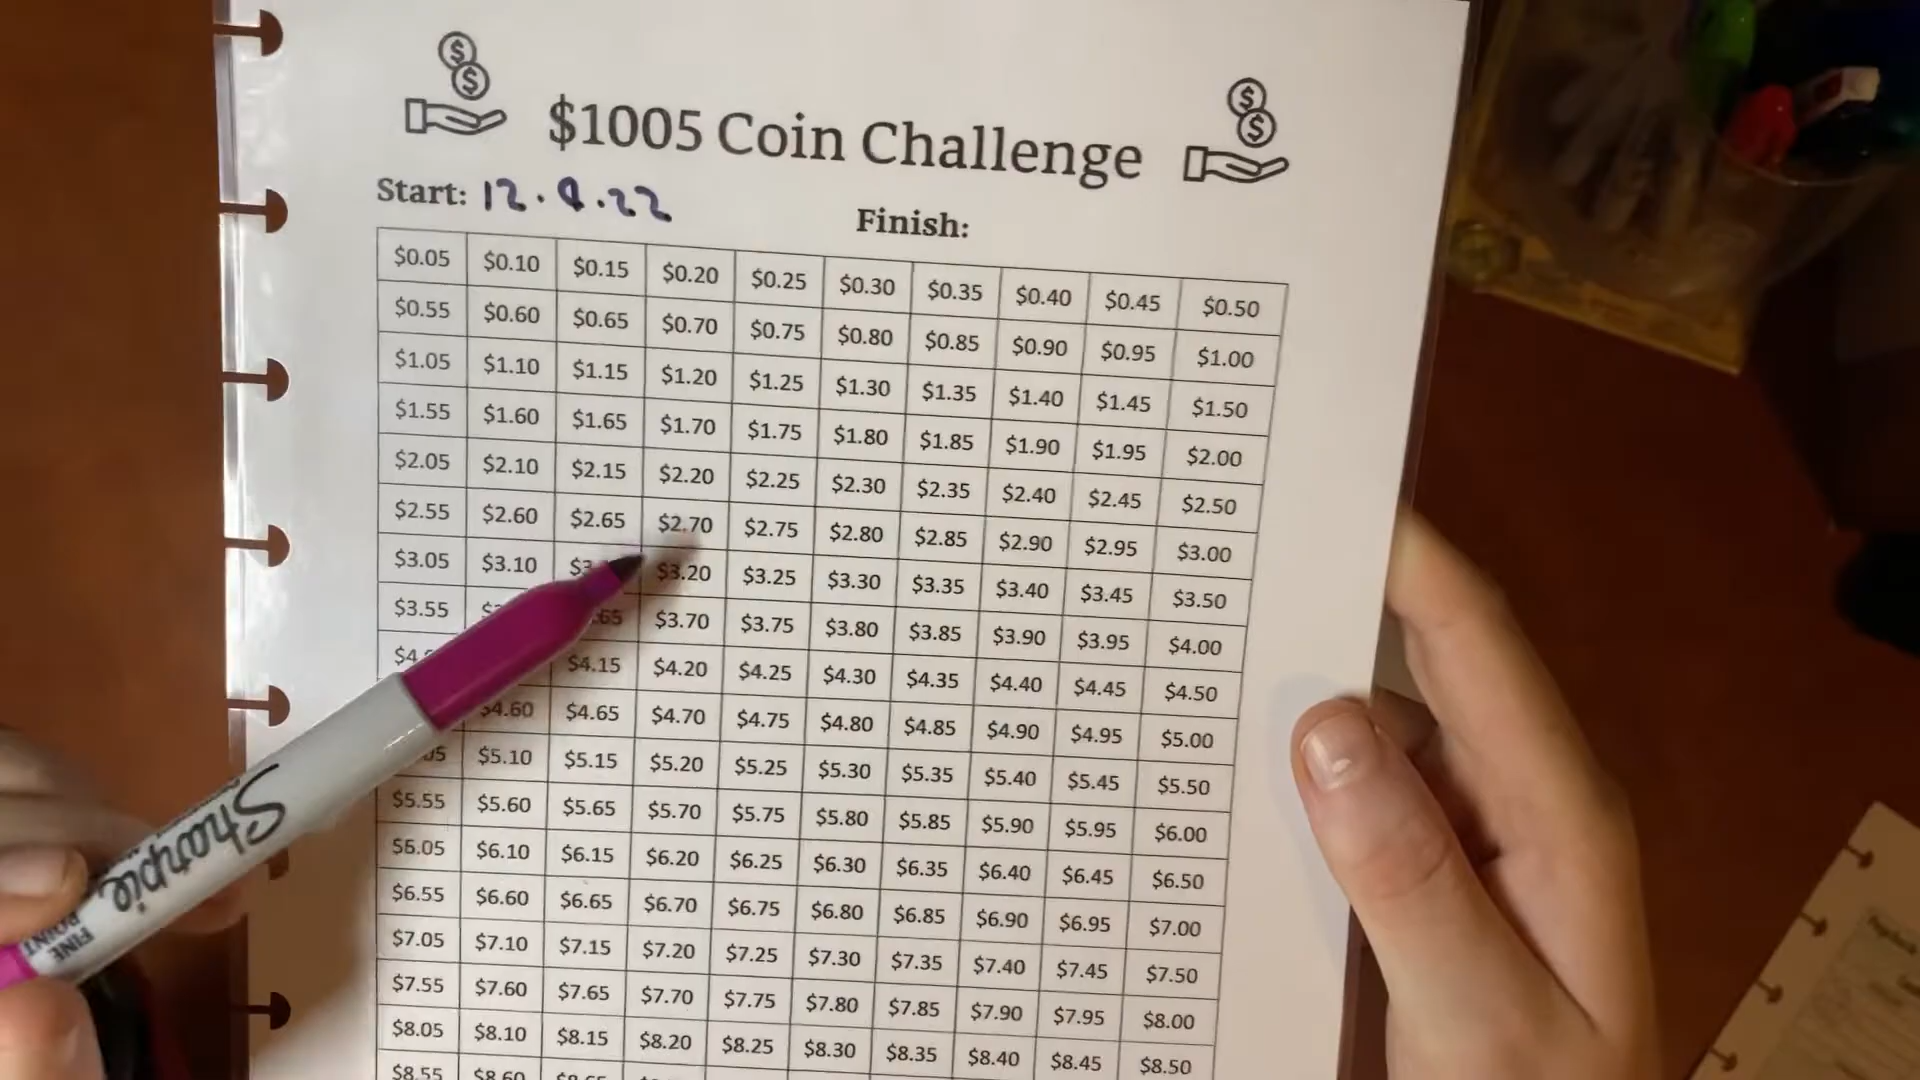 $1005 Coin Challenge
Start: 12.9.22
Finish:
$0.05 $0.10 $0.15 $0.20 $0.25 $0.30 $0.35 $0.40 $0.45 $0.50
$0.55 $0.60 $0.65 $0.70 $0.75 $0.80 $0.85 $0.90 $0.95 $1.00
$1.05 $1.10 $1.15 $1.20 $1.25 $1.30 $1.35 $1.40 $1.45 $1.50
$1.55 $1.60 $1.65 $1.70 $1.75 $1.80 $1.85 $1.90 $1.95 $2.00
$2.05 $2.10 $2.15 $2.20 $2.25 $2.30 $2.35 $2.40 $2.45 $2.50
$2.55 $2.60 $2.65 $2.70 $2.75 $2.80 $2.85 $2.90 $2.95 $3.00
$3.05 $3.10 $3.20 $3.25 $3.30 $3.35 $3.40 $3.45 $3.50
$3.55 $3.70 $3.75 $3.80 $3.85 $3.90 $3.95 $4.00
$4.15 $4.20 $4.25 $4.30 $4.35 $4.40 $4.45 $4.50
$4.60 $4.65 $4.70 $4.75 $4.80 $4.85 $4.90 $4.95 $5.00
$5.10 $5.15 $5.20 $5.25 $5.30 $5.35 $5.40 $5.45 $5.50
$5.55 $5.60 $5.65 $5.70 $5.75 $5.80 $5.85 $5.90 $5.95 $6.00
$6.05 $6.10 $6.15 $6.20 $6.25 $6.30 $6.35 $6.40 $6.45 $6.50
$6.55 $6.60 $6.65 $6.70 $6.75 $6.80 $6.85 $6.90 $6.95 $7.00
$7.05 $7.10 $7.15 $7.20 $7.25 $7.30 $7.35 $7.40 $7.45 $7.50
$7.55 $7.60 $7.65 $7.70 $7.75 $7.80 $7.85 $7.90 $7.95 $8.00
$8.05 $8.10 $8.15 $8.20 $8.25 $8.30 $8.35 $8.40 $8.45 $8.50
$8.55 $8.60
Sharpie
FINE
POINT